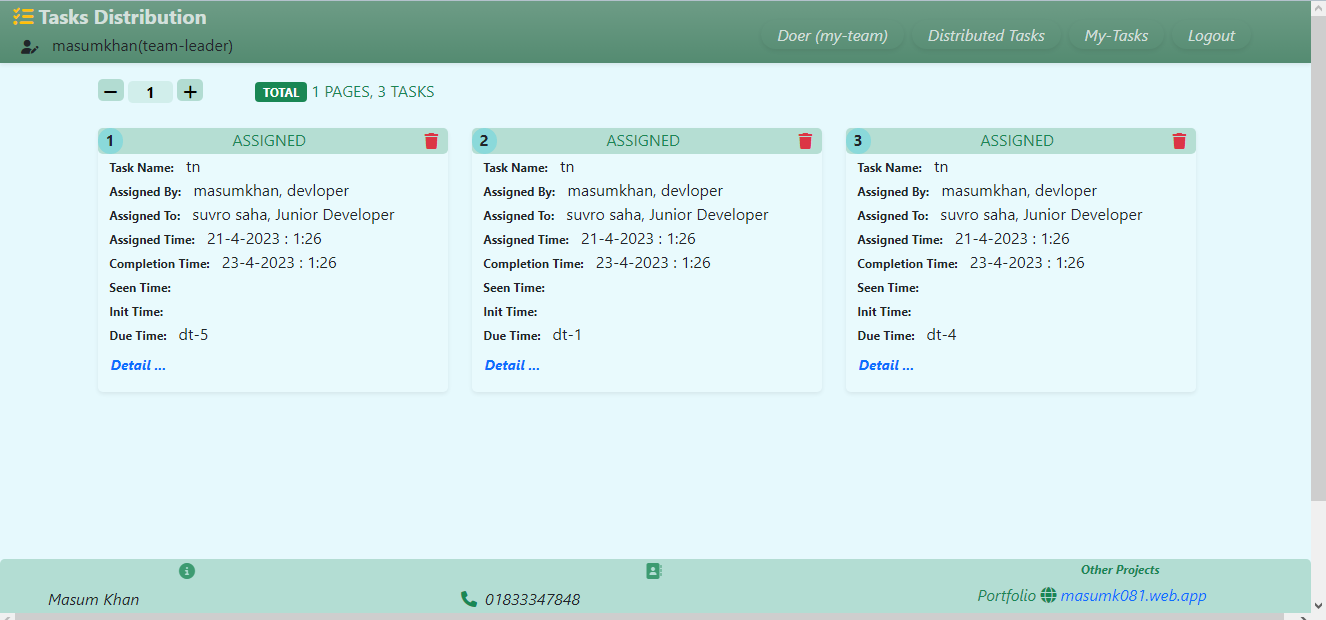 Tasks Distribution
masumkhan(team-leader)
Doer (my-team) Distributed Tasks My-Tasks Logout
1
TOTAL 1 PAGES, 3 TASKS
1 ASSIGNED
Task Name: tn
Assigned By: masumkhan, devloper
Assigned To: suvro saha, Junior Developer
Assigned Time: 21-4-2023 : 1:26
Completion Time: 23-4-2023 : 1:26
Seen Time:
Init Time:
Due Time: dt-5
Detail ...
2 ASSIGNED
Task Name: tn
Assigned By: masumkhan, devloper
Assigned To: suvro saha, Junior Developer
Assigned Time: 21-4-2023 : 1:26
Completion Time: 23-4-2023 : 1:26
Seen Time:
Init Time:
Due Time: dt-1
Detail ...
3 ASSIGNED
Task Name: tn
Assigned By: masumkhan, devloper
Assigned To: suvro saha, Junior Developer
Assigned Time: 21-4-2023 : 1:26
Completion Time: 23-4-2023 : 1:26
Seen Time:
Init Time:
Due Time: dt-4
Detail ...
Masum Khan
01833347848
Other Projects
Portfolio masumk081.web.app